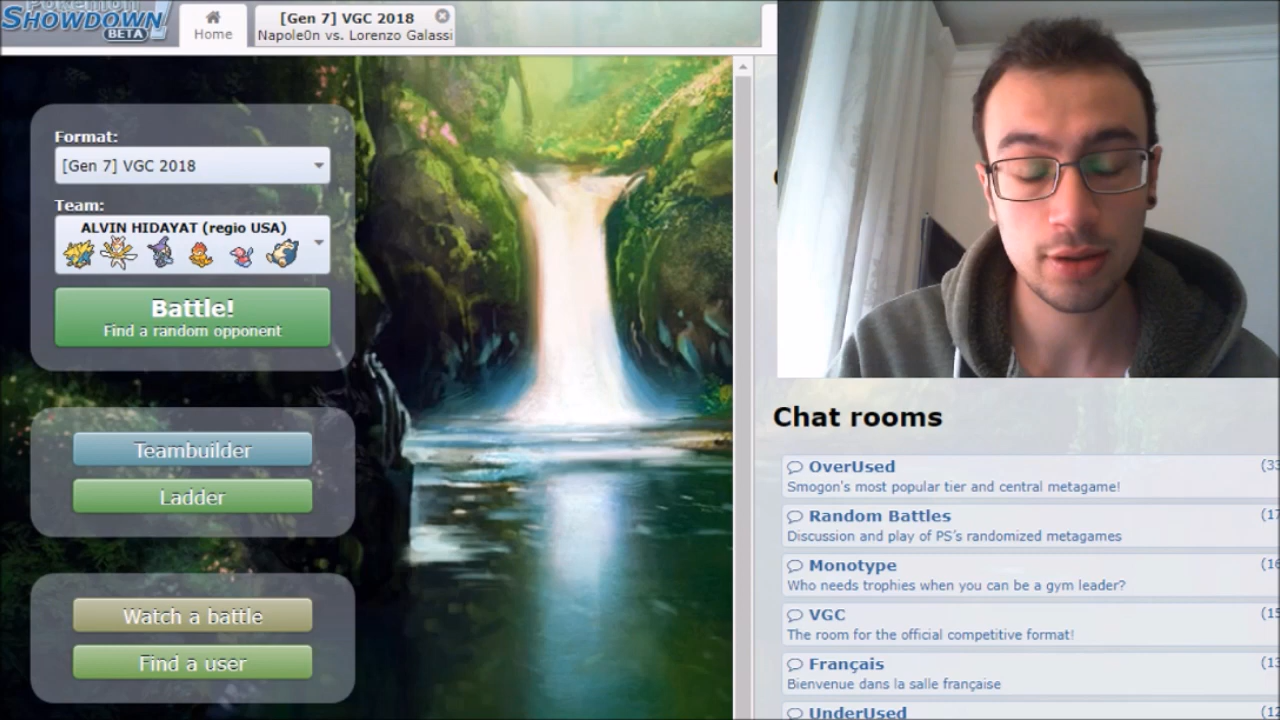 Pokémon
SHOWDOWN!
BETA
Home
[Gen 7] VGC 2018
Napole0n vs. Lorenzo Galassi
Format:
[Gen 7] VGC 2018
Team:
ALVIN HIDAYAT (regio USA)
Battle!
Find a random opponent
Teambuilder
Ladder
Watch a battle
Find a user
Chat rooms
OverUsed
Smogon's most popular tier and central metagame!
Random Battles
Discussion and play of PS's randomized metagames
Monotype
Who needs trophies when you can be a gym leader?
VGC
The room for the official competitive format!
Français
Bienvenue dans la salle française
UnderUsed